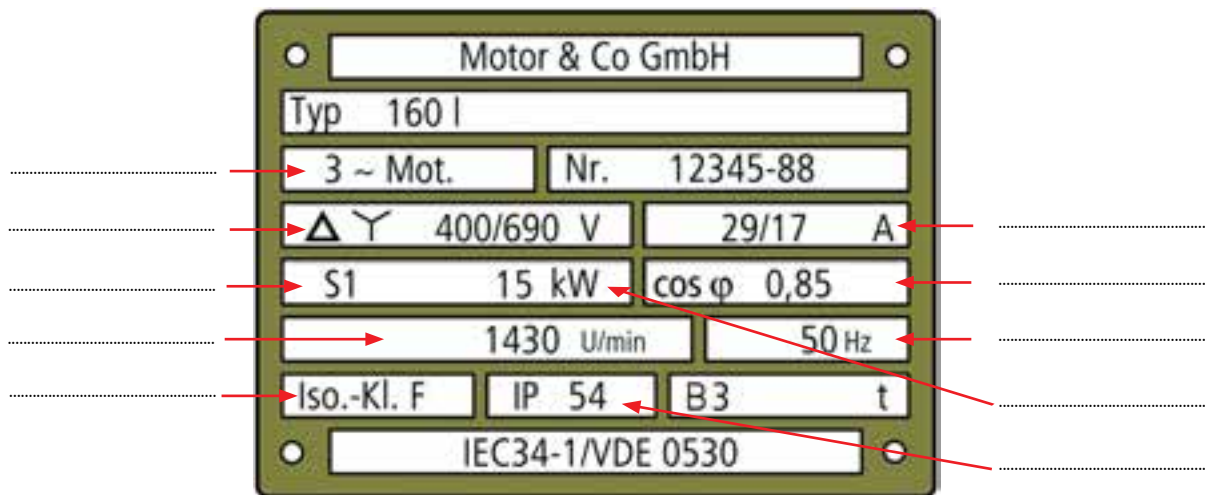 Motor & Co GmbH
Typ 160 l
3 ~ Mot. Nr. 12345-88
Δ Y 400/690 V 29/17 A
S1 15 kW cos φ 0,85
1430 U/min 50 Hz
Iso.-Kl. F IP 54 B3 t
IEC34-1/VDE 0530